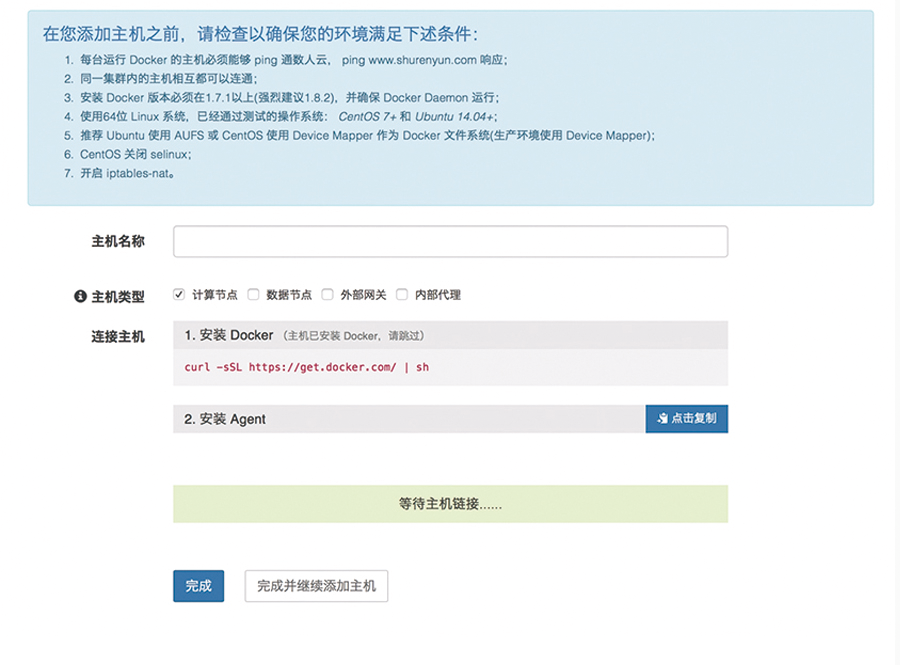 在您添加主机之前，请检查以确保您的环境满足下述条件：
1. 每台运行 Docker 的主机必须能够 ping 通数人云， ping www.shurenyun.com 响应；
2. 同一集群内的主机相互都可以连通；
3. 安装 Docker 版本必须在1.7.1以上(强烈建议1.8.2)，并确保 Docker Daemon 运行；
4. 使用64位 Linux 系统，已经通过测试的操作系统： CentOS 7+ 和 Ubuntu 14.04+；
5. 推荐 Ubuntu 使用 AUFS 或 CentOS 使用 Device Mapper 作为 Docker 文件系统(生产环境使用 Device Mapper)；
6. CentOS 关闭 selinux；
7. 开启 iptables-nat。
主机名称
主机类型 计算节点 数据节点 外部网关 内部代理
连接主机 1. 安装 Docker （主机已安装 Docker，请跳过）
curl -sSL https://get.docker.com/ | sh
2. 安装 Agent 点击复制
等待主机链接......
完成 完成并继续添加主机